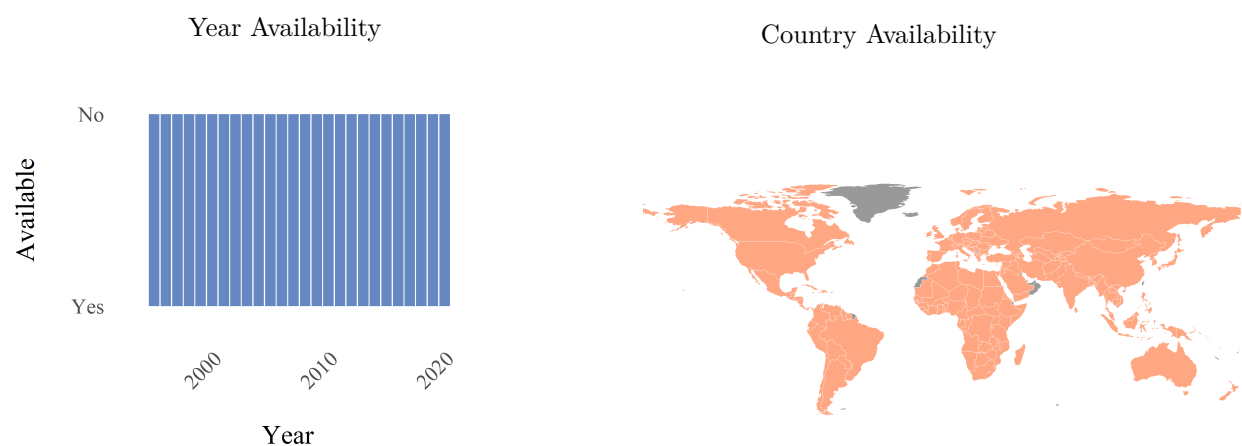 Year Availability
Country Availability
No
Available
Yes
2000
2010
2020
Year